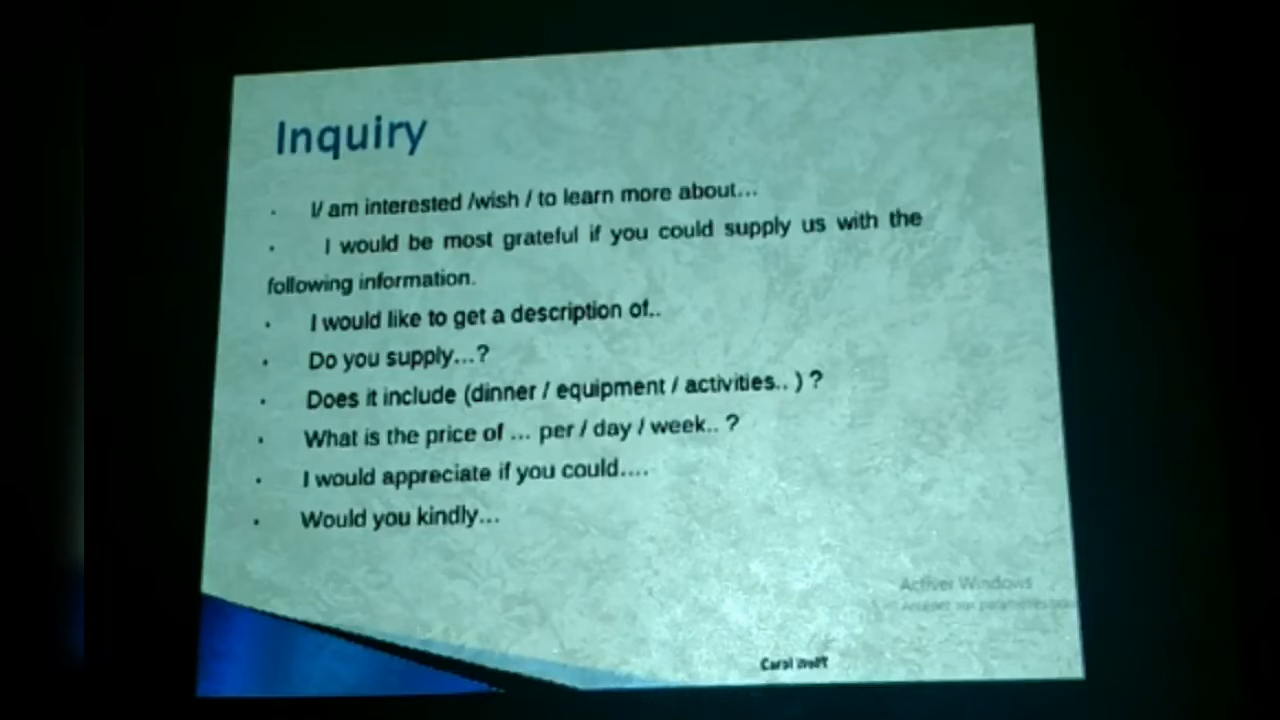 Inquiry
· I/ am interested /wish / to learn more about...
· I would be most grateful if you could supply us with the
following information.
· I would like to get a description of..
· Do you supply...?
· Does it include (dinner / equipment / activities.. ) ?
· What is the price of ... per / day / week.. ?
· I would appreciate if you could....
· Would you kindly...
Activer Windows
Carol